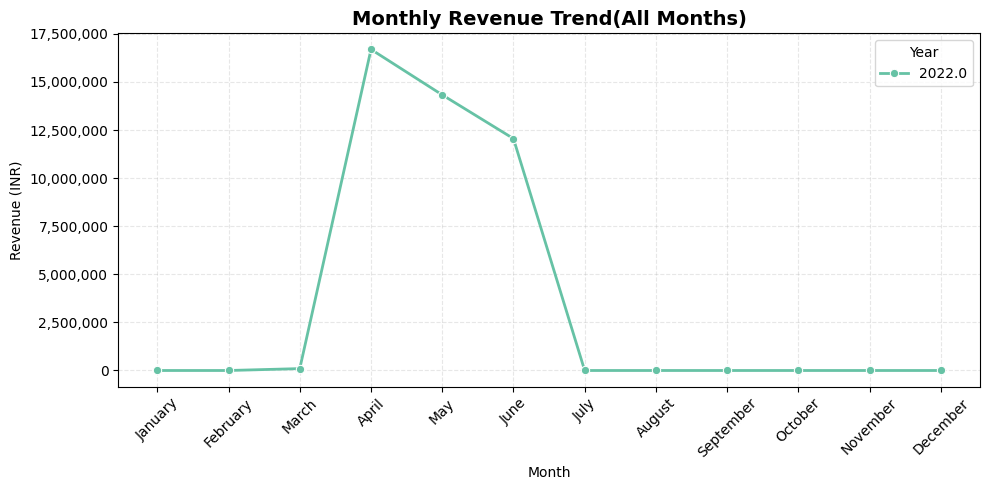 Monthly Revenue Trend(All Months)
Year
2022.0
Revenue (INR)
17,500,000
15,000,000
12,500,000
10,000,000
7,500,000
5,000,000
2,500,000
0
January
February
March
April
May
June
July
August
September
October
November
December
Month